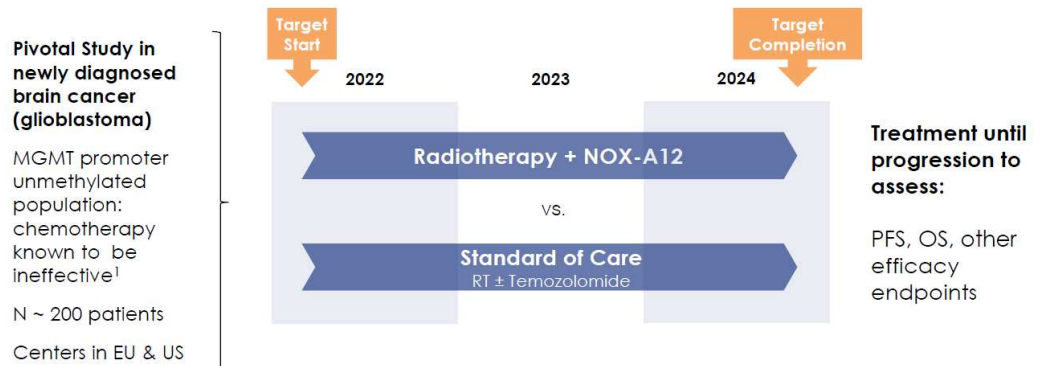 Target
Start
Target
Completion
2022
2023
2024
Pivotal Study in
newly diagnosed
brain cancer
(glioblastoma)
MGMT promoter
unmethylated
population:
chemotherapy
known to be
ineffective¹
N ~ 200 patients
Centers in EU & US
Radiotherapy + NOX-A12
vs.
Standard of Care
RT ± Temozolomide
Treatment until
progression to
assess:
PFS, OS, other
efficacy
endpoints